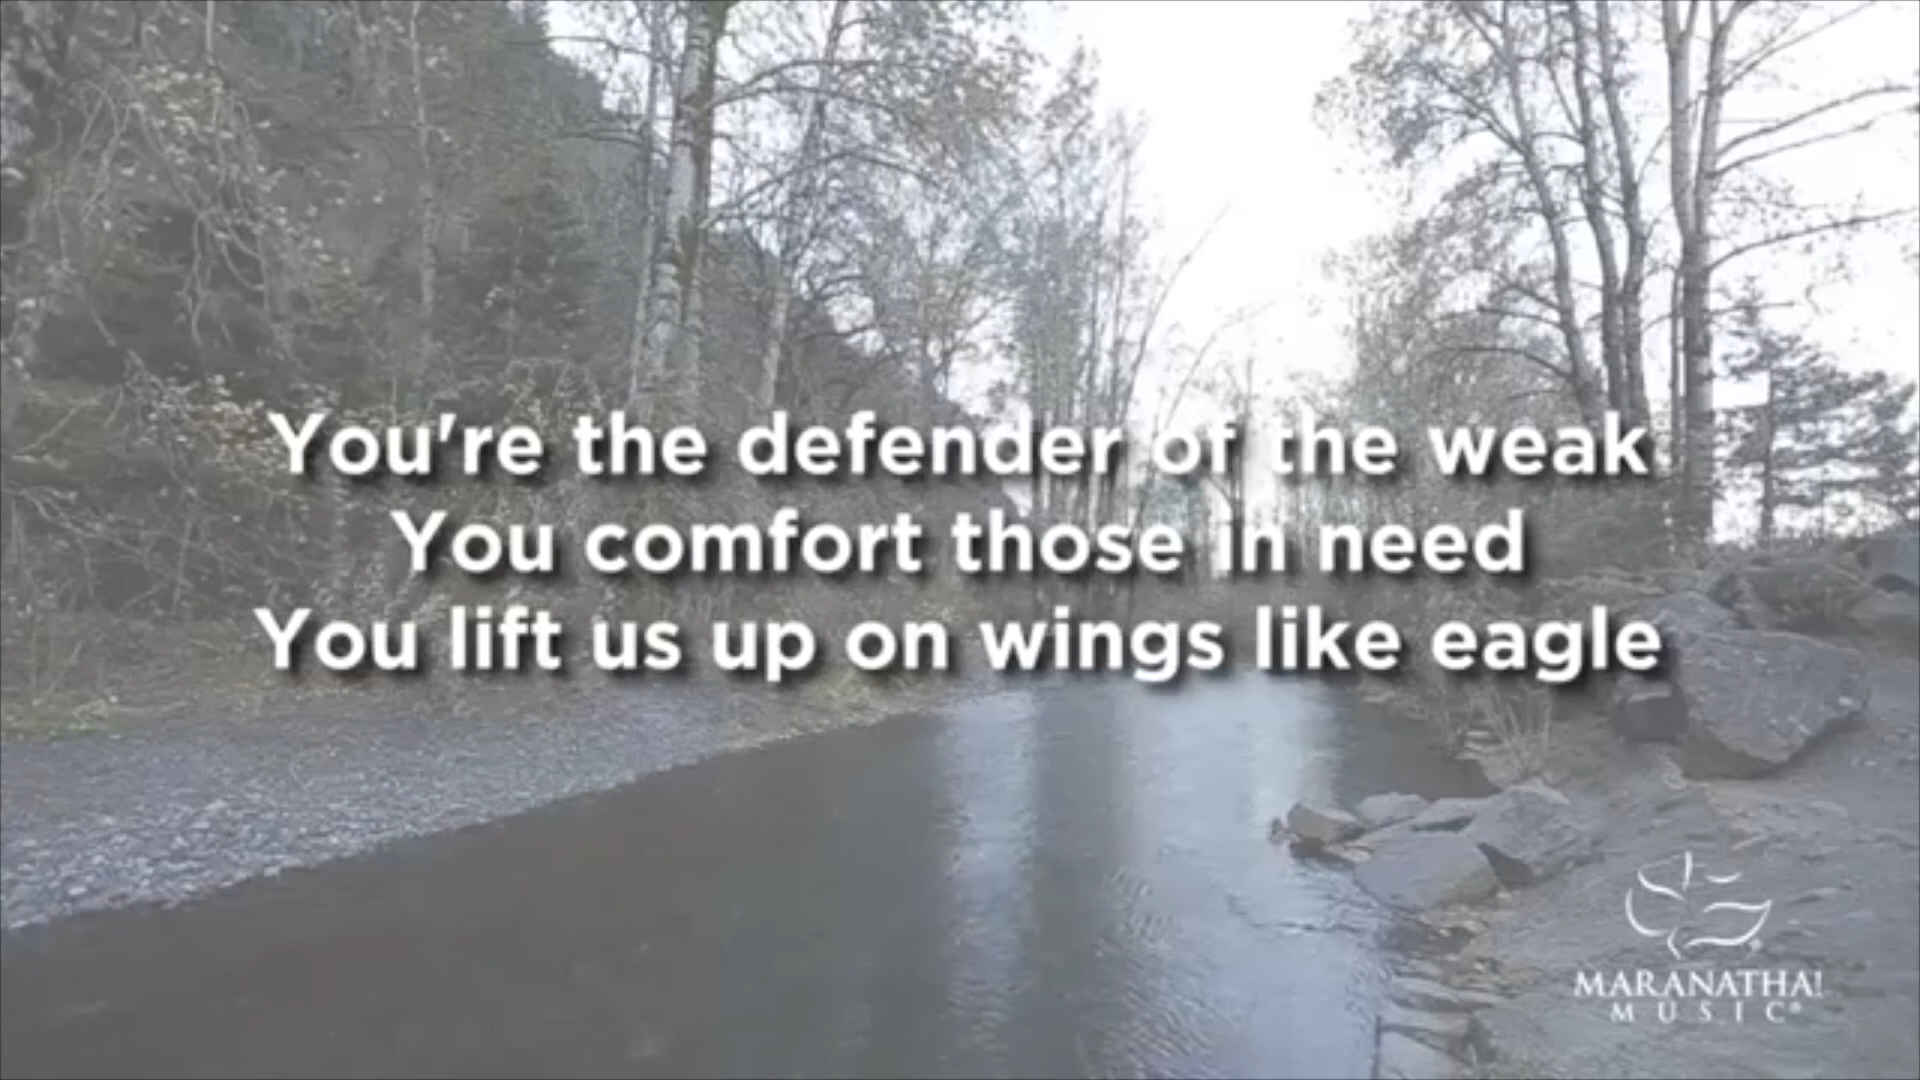 You're the defender of the weak
You comfort those in need
You lift us up on wings like eagle
MARANATHA!
MUSIC®